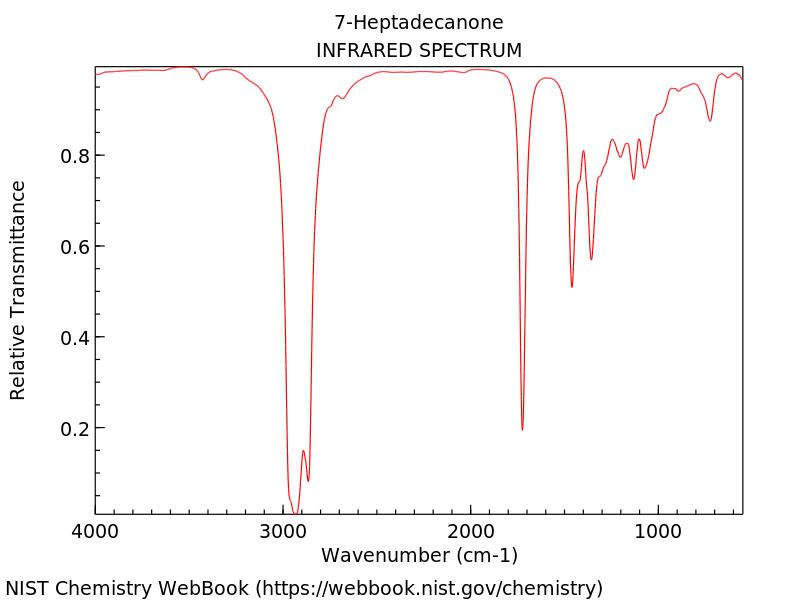 7-Heptadecanone
INFRARED SPECTRUM
Relative Transmittance
0.8
0.6
0.4
0.2
4000 3000 2000 1000
Wavenumber (cm-1)
NIST Chemistry WebBook (https://webbook.nist.gov/chemistry)